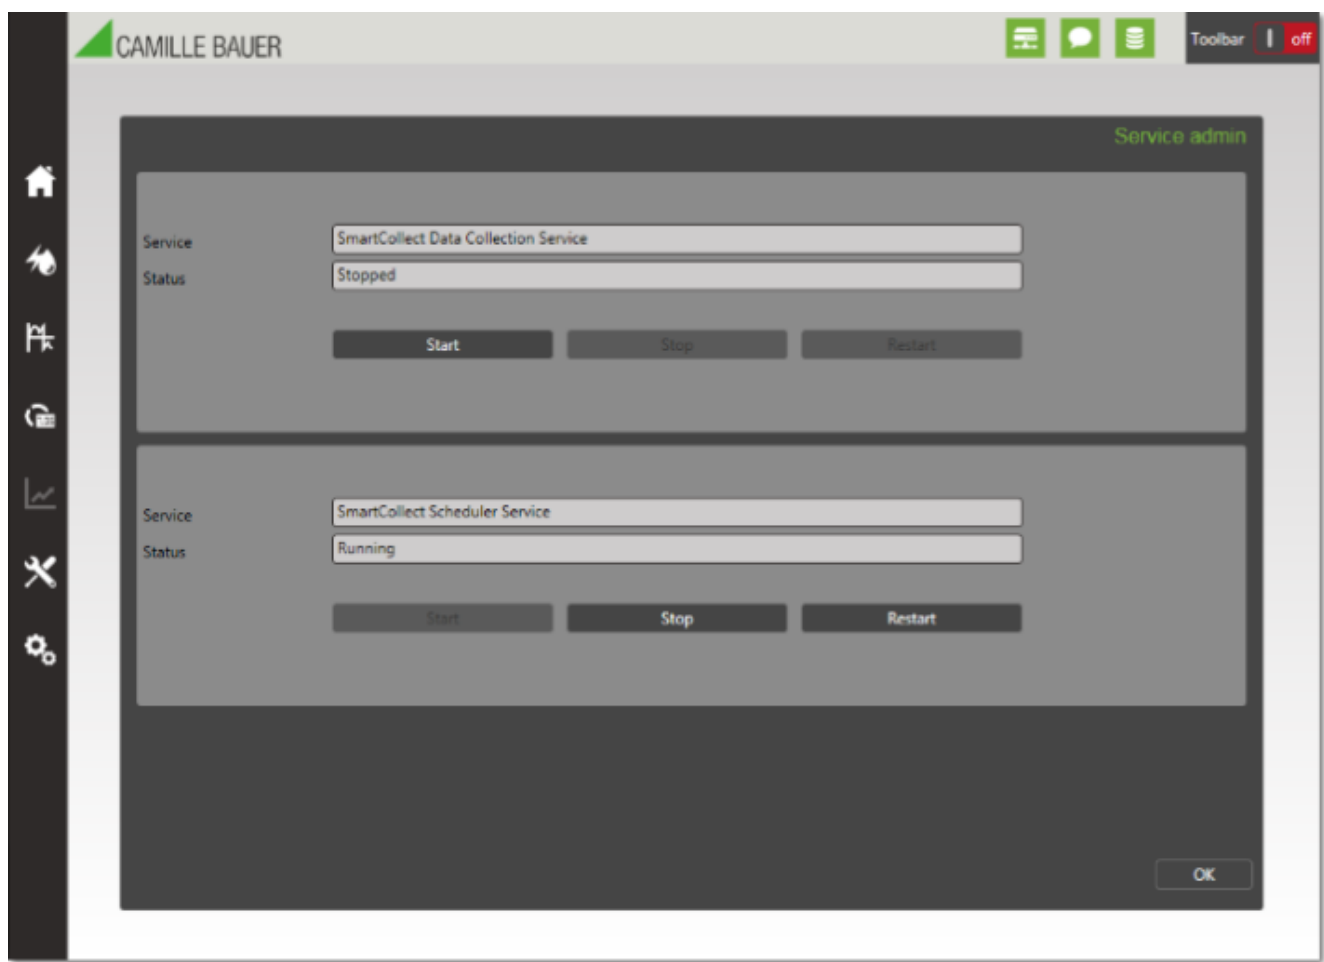 CAMILLE BAUER
Toolbar off
Service admin
Service SmartCollect Data Collection Service
Status Stopped
Start Stop Restart
Service SmartCollect Scheduler Service
Status Running
Start Stop Restart
OK